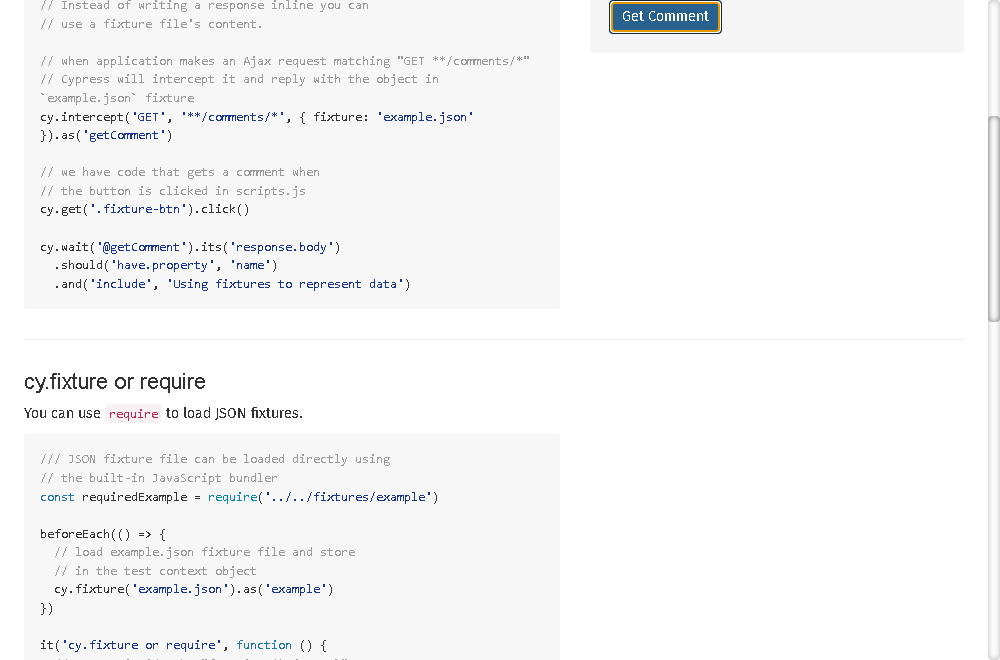 // Instead of writing a response inline you can
// use a fixture file's content.
// when application makes an Ajax request matching "GET **/comments/*"
// Cypress will intercept it and reply with the object in
`example.json` fixture
cy.intercept('GET', '**/comments/*', { fixture: 'example.json'
}).as('getComment')
// we have code that gets a comment when
// the button is clicked in scripts.js
cy.get('.fixture-btn').click()
cy.wait('@getComment').its('response.body')
.should('have.property', 'name')
.and('include', 'Using fixtures to represent data')
Get Comment
cy.fixture or require
You can use require to load JSON fixtures.
/// JSON fixture file can be loaded directly using
// the built-in JavaScript bundler
const requiredExample = require('../../fixtures/example')
beforeEach(() => {
// load example.json fixture file and store
// in the test context object
cy.fixture('example.json').as('example')
})
it('cy.fixture or require', function () {